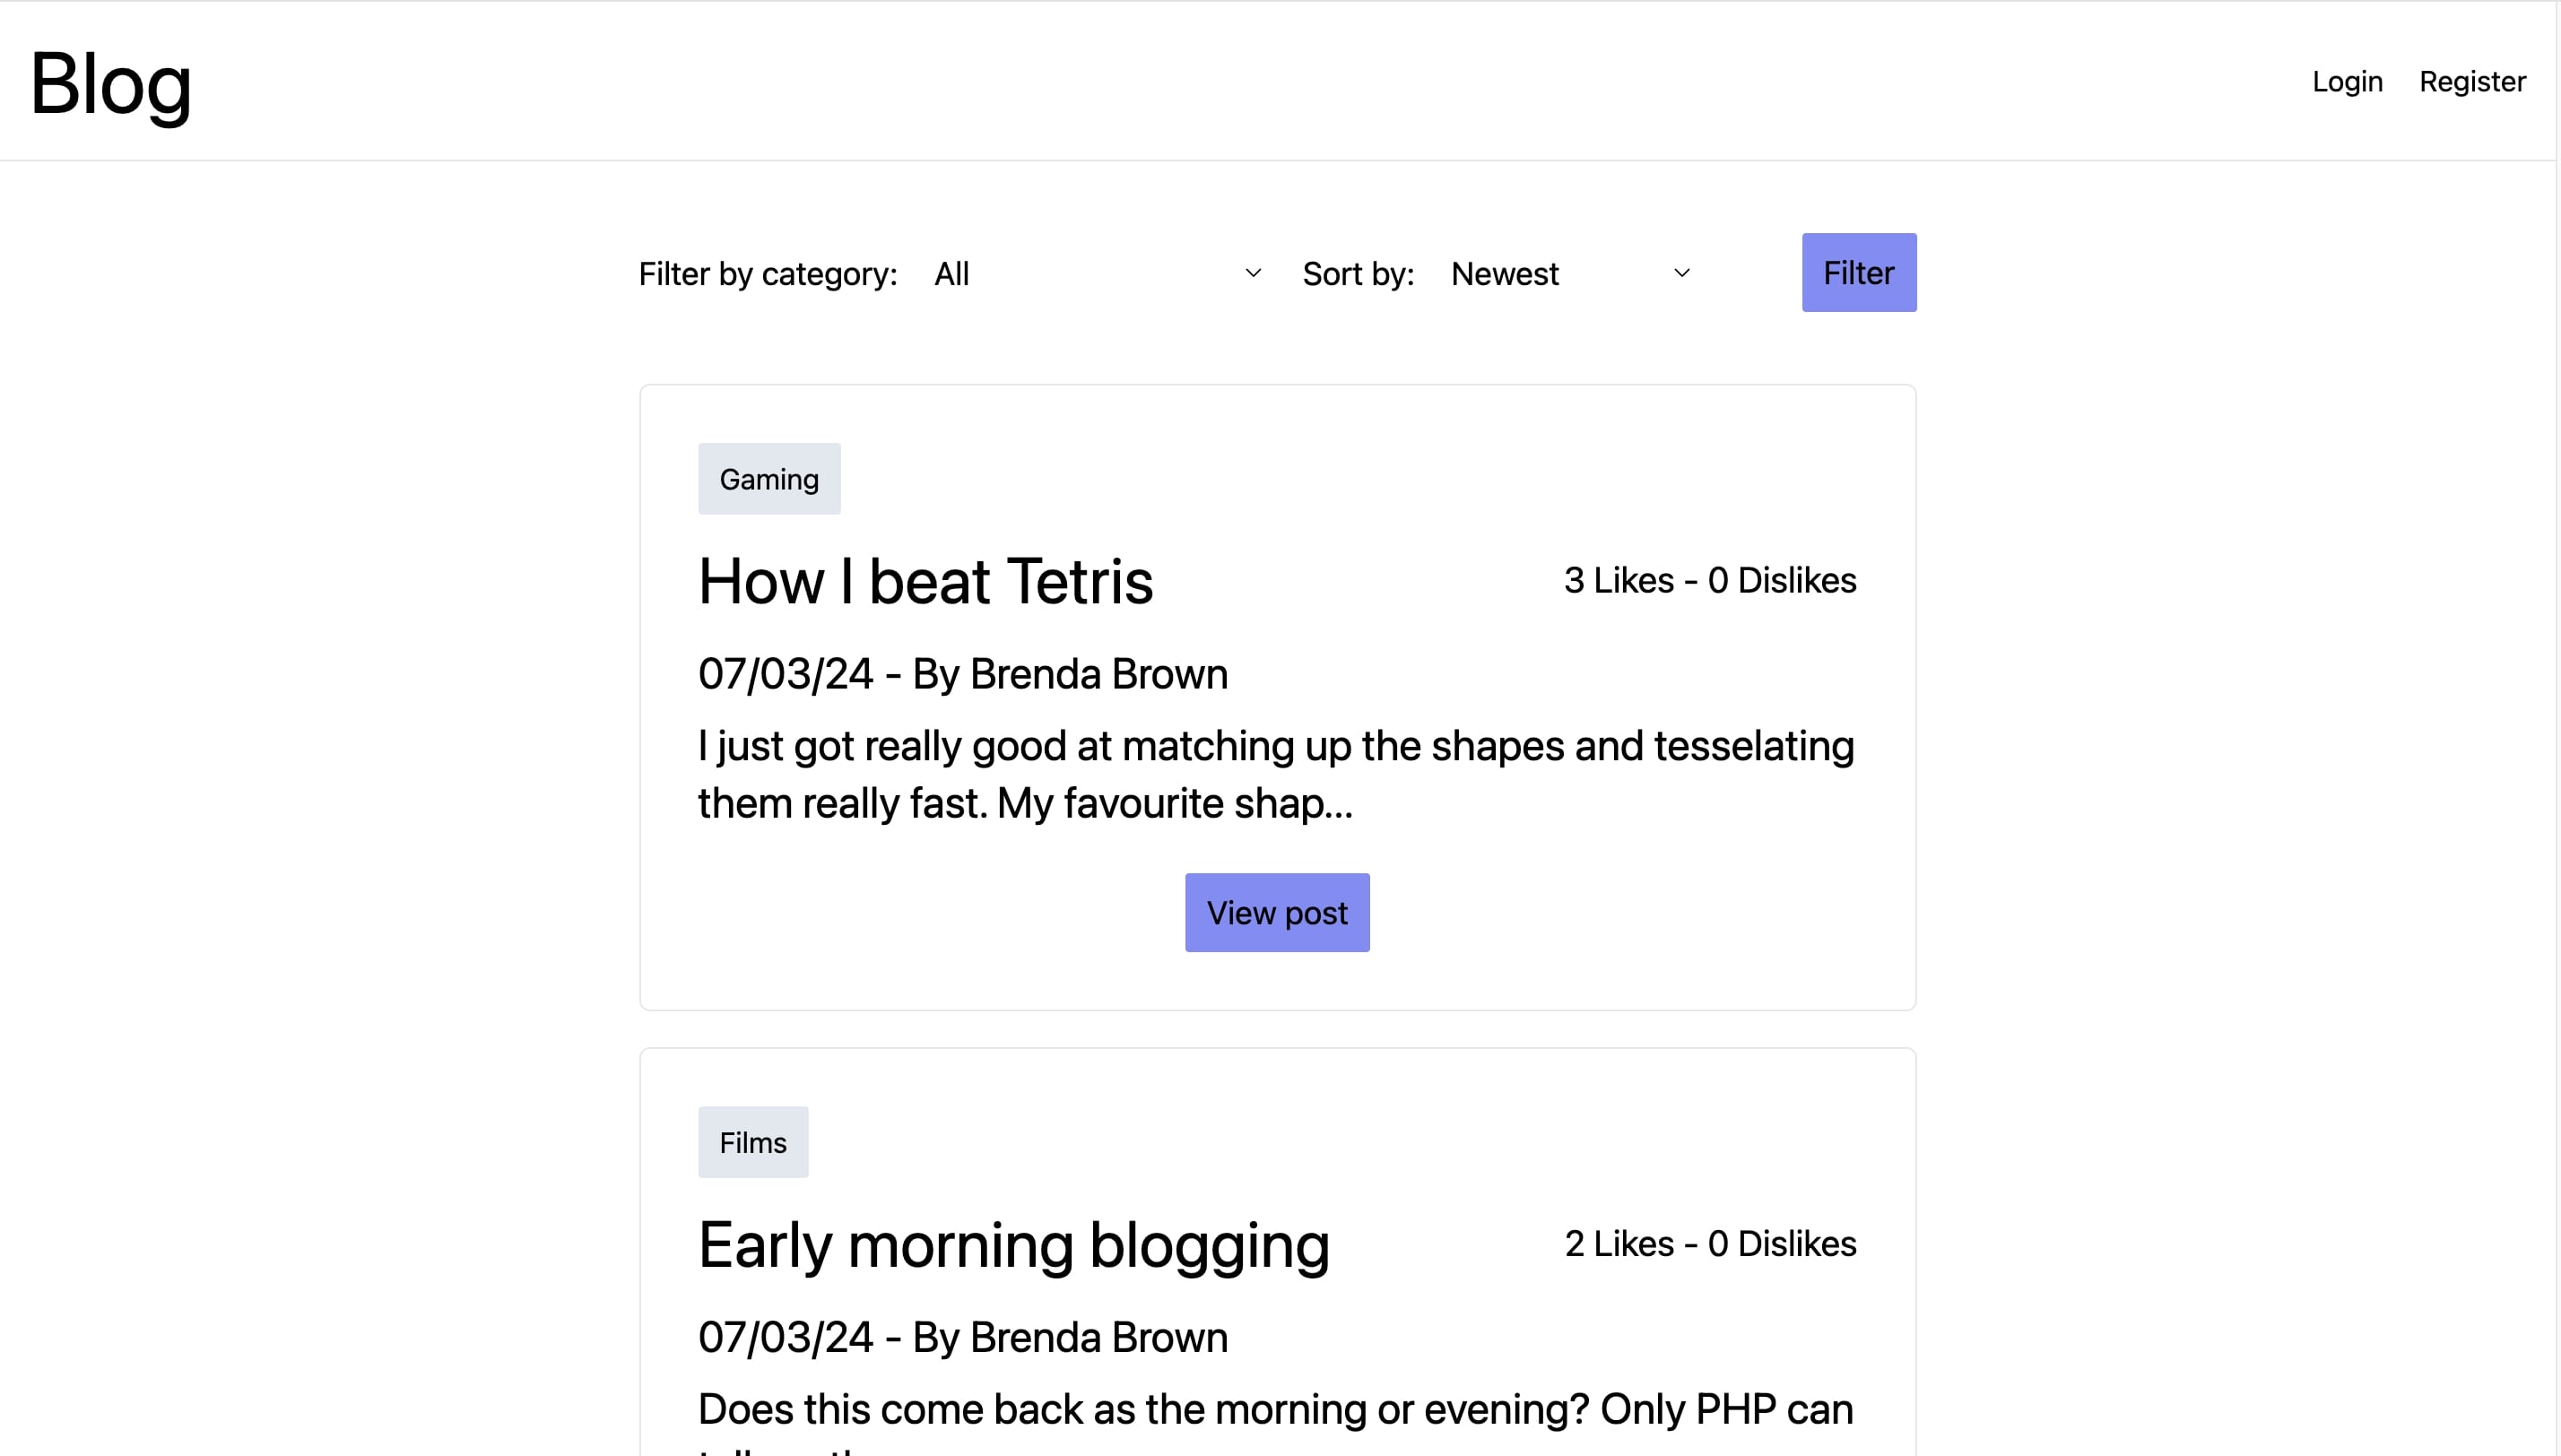 Blog
Login Register
Filter by category: All Sort by: Newest Filter
Gaming
How I beat Tetris 3 Likes - 0 Dislikes
07/03/24 - By Brenda Brown
I just got really good at matching up the shapes and tesselating
them really fast. My favourite shap...
View post
Films
Early morning blogging 2 Likes - 0 Dislikes
07/03/24 - By Brenda Brown
Does this come back as the morning or evening? Only PHP can